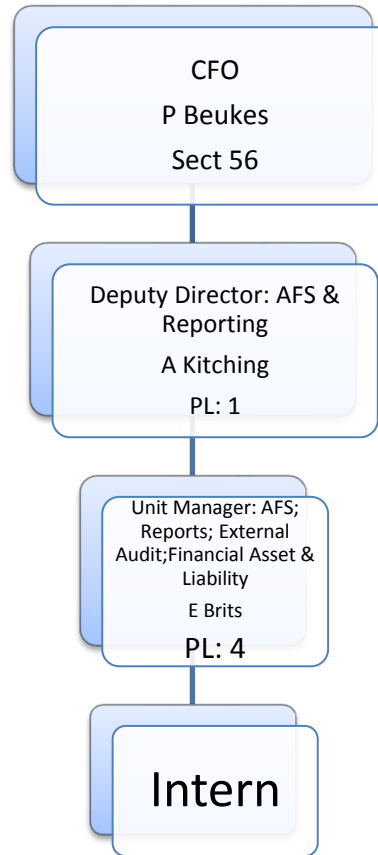 CFO
P Beukes
Sect 56
Deputy Director: AFS &
Reporting
A Kitching
PL: 1
Unit Manager: AFS;
Reports; External
Audit;Financial Asset &
Liability
E Brits
PL: 4
Intern